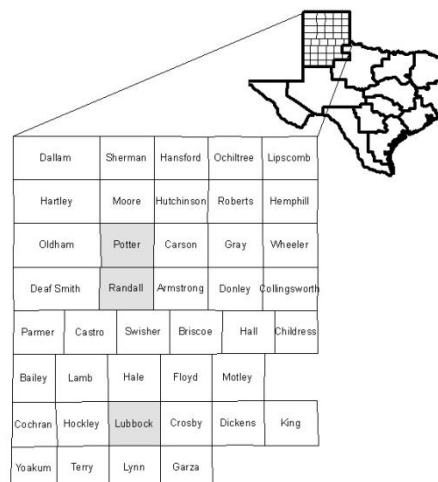 Dallam Sherman Hansford Ochiltree Lipscomb
Hartley Moore Hutchinson Roberts Hemphill
Oldham Potter Carson Gray Wheeler
Deaf Smith Randall Armstrong Donley Collingsworth
Parmer Castro Swisher Briscoe Hall Childress
Bailey Lamb Hale Floyd Motley
Cochran Hockley Lubbock Crosby Dickens King
Yoakum Terry Lynn Garza